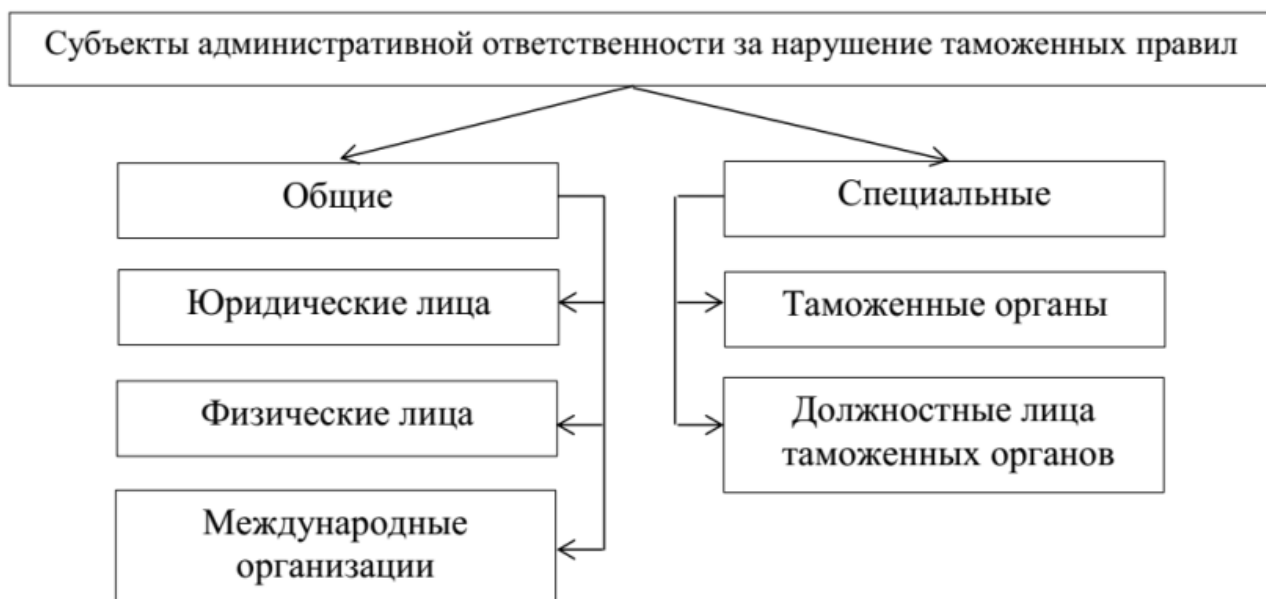 Субъекты административной ответственности за нарушение таможенных правил
Общие
Юридические лица
Физические лица
Международные
организации
Специальные
Таможенные органы
Должностные лица
таможенных органов